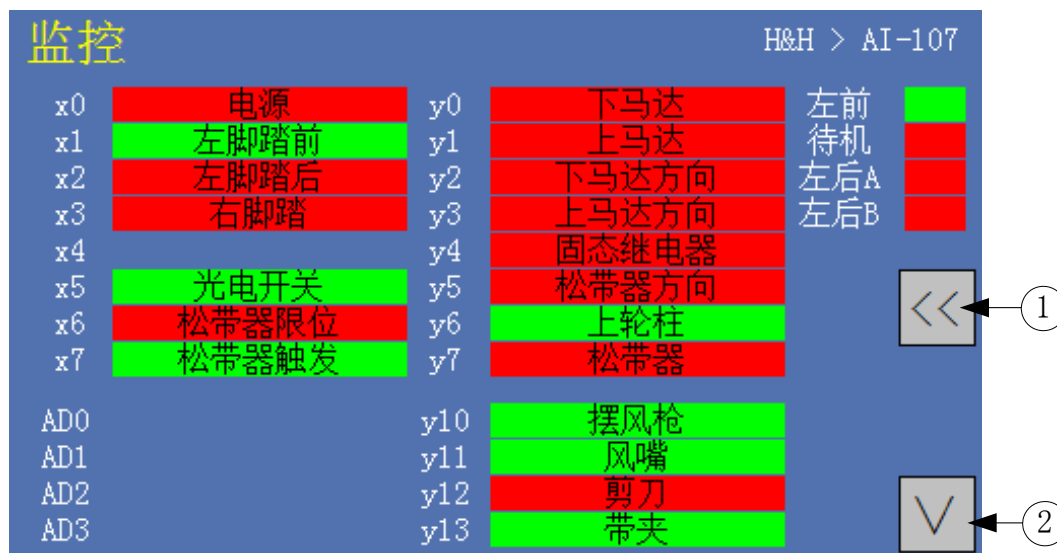 监控 H&H > AI-107
x0 电源 y0 下马达 左前
x1 左脚踏前 y1 上马达 待机
x2 左脚踏后 y2 下马达方向 左后A
x3 右脚踏 y3 上马达方向 左后B
x4 y4 固态继电器
x5 光电开关 y5 松带器方向
<< 1
x6 松带器限位 y6 上轮柱
x7 松带器触发 y7 松带器
AD0 y10 摆风枪
AD1 y11 风嘴
AD2 y12 剪刀
AD3 y13 带夹
∨ 2